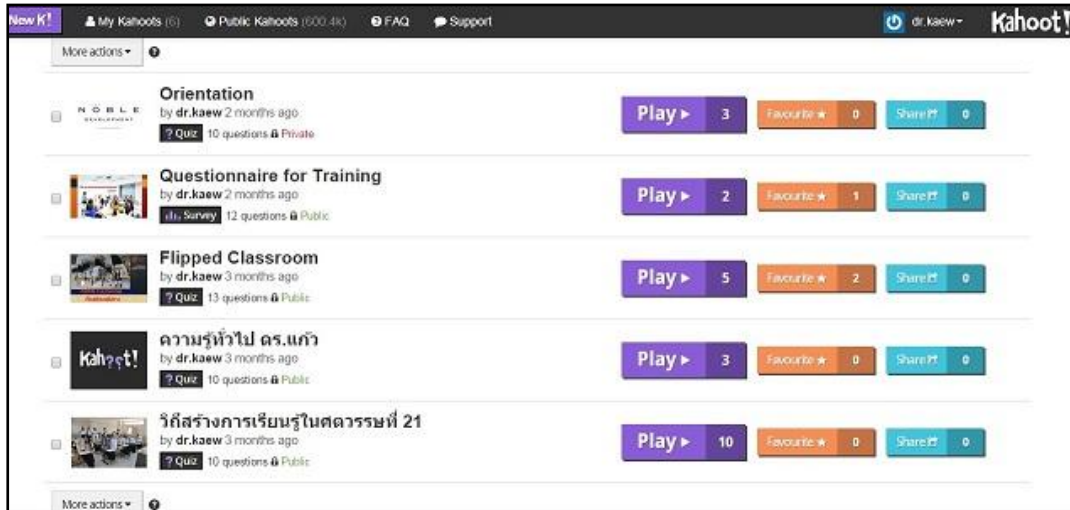 New K! My Kahoots (6) Public Kahoots (600.4k) FAQ Support dr.kaew Kahoot!
More actions
Orientation
by dr.kaew 2 months ago
? Quiz 10 questions Private
NOBLE
DEVELOPMENT
Play 3 Favourite 0 Share it 0
Questionnaire for Training
by dr.kaew 2 months ago
Survey 12 questions Public
Play 2 Favourite 1 Share it 0
Flipped Classroom
by dr.kaew 3 months ago
? Quiz 13 questions Public
Play 5 Favourite 2 Share it 0
Kahoot!
ความรู้ทั่วไป ดร.แก้ว
by dr.kaew 3 months ago
? Quiz 10 questions Public
Play 3 Favourite 0 Share it 0
วิถีสร้างการเรียนรู้ในศตวรรษที่ 21
by dr.kaew 3 months ago
? Quiz 10 questions Public
Play 10 Favourite 0 Share it 0
More actions